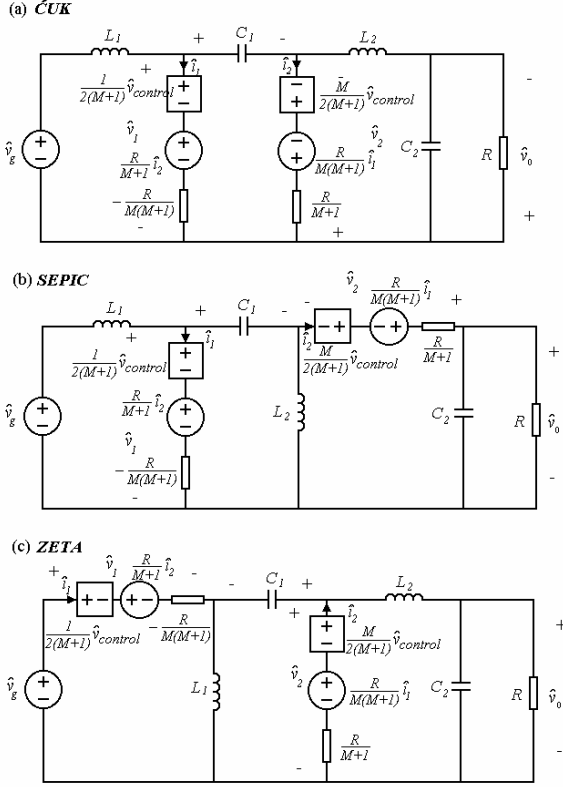 (a) ĆUK
L1
+ C1 -
L2
+ î1
î2
-
1/2(M+1) v̂control
+ -
- +
M̄/2(M+1) v̂control
v̂g
+ -
v̂1
R/M+1 î2
+ -
- +
v̂2
R/M(M+1) î1
C2
R
v̂0
-R/M(M+1)
R/M+1
-
+
+
(b) SEPIC
v̂2
R/M(M+1) î1
L1
+ C1 -
-
- +
- +
+
+ î1
î2
R/M+1
+
1/2(M+1) v̂control
+ -
M/2(M+1) v̂control
v̂g
+ -
R/M+1 î2
+ -
L2
C2
R
v̂0
v̂1
-R/M(M+1)
-
-
(c) ZETA
v̂1
R/M+1 î2
+ î1
+ -
+ -
-
- C1 +
L2
+ î2
1/2(M+1) v̂control
-R/M(M+1)
+ -
M/2(M+1) v̂control
+
v̂g
+ -
L1
v̂2
+ -
R/M(M+1) î1
C2
R
v̂0
R/M+1
-
-